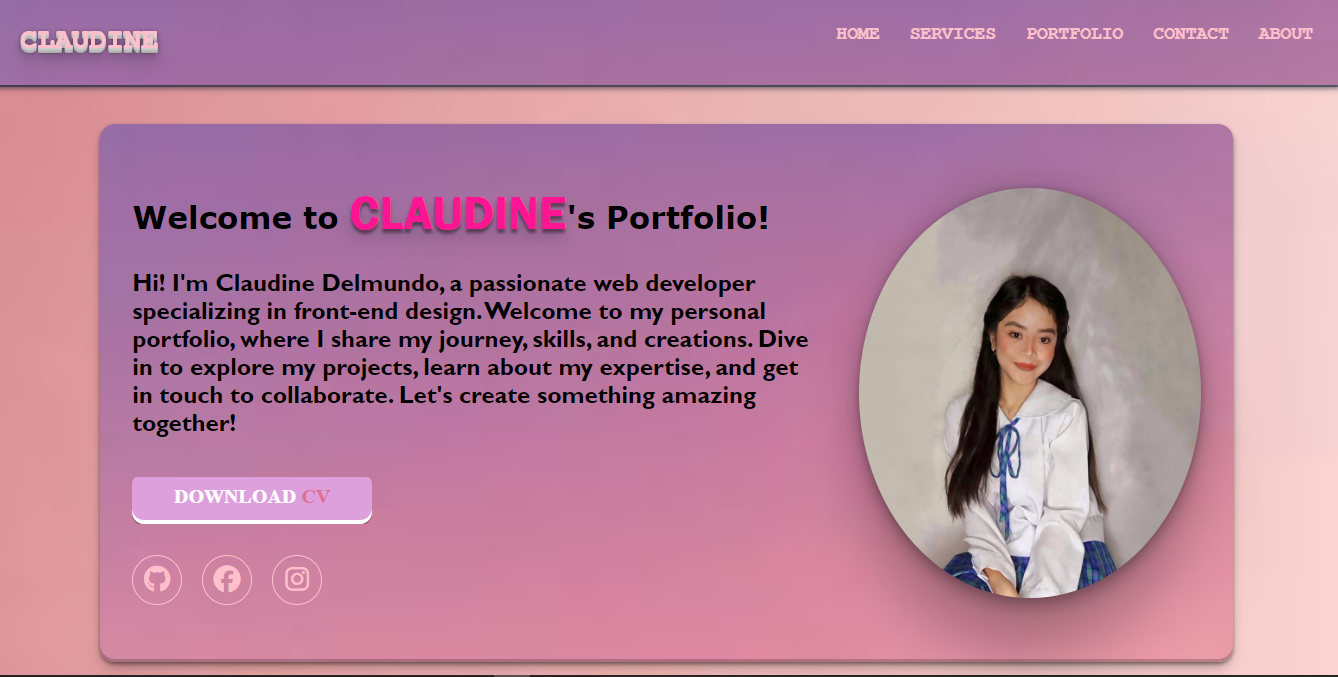 CLAUDINE
HOME SERVICES PORTFOLIO CONTACT ABOUT
Welcome to CLAUDINE's Portfolio!
Hi! I'm Claudine Delmundo, a passionate web developer
specializing in front-end design.Welcome to my personal
portfolio, where I share my journey, skills, and creations. Dive
in to explore my projects, learn about my expertise, and get
in touch to collaborate. Let's create something amazing
together!
DOWNLOAD CV